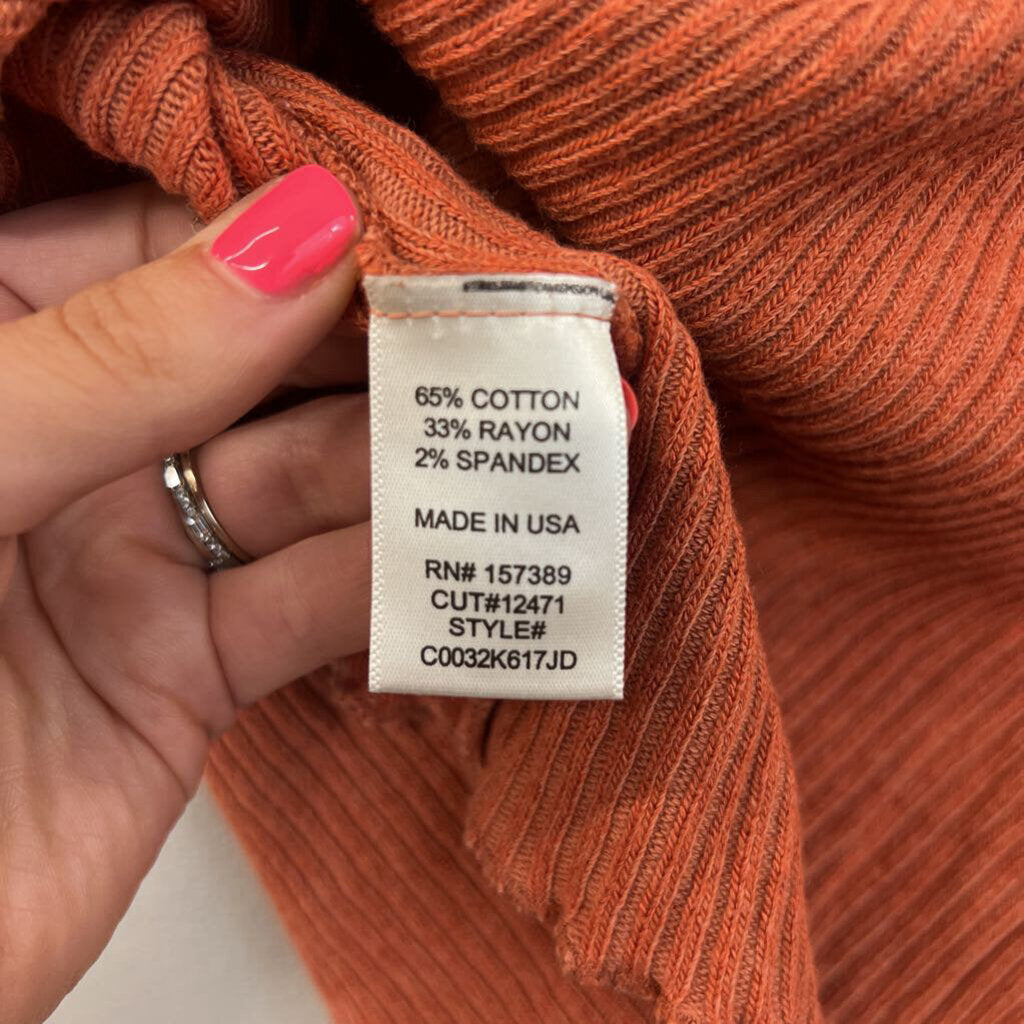 65% COTTON
33% RAYON
2% SPANDEX
MADE IN USA
RN# 157389
CUT#12471
STYLE#
C0032K617JD